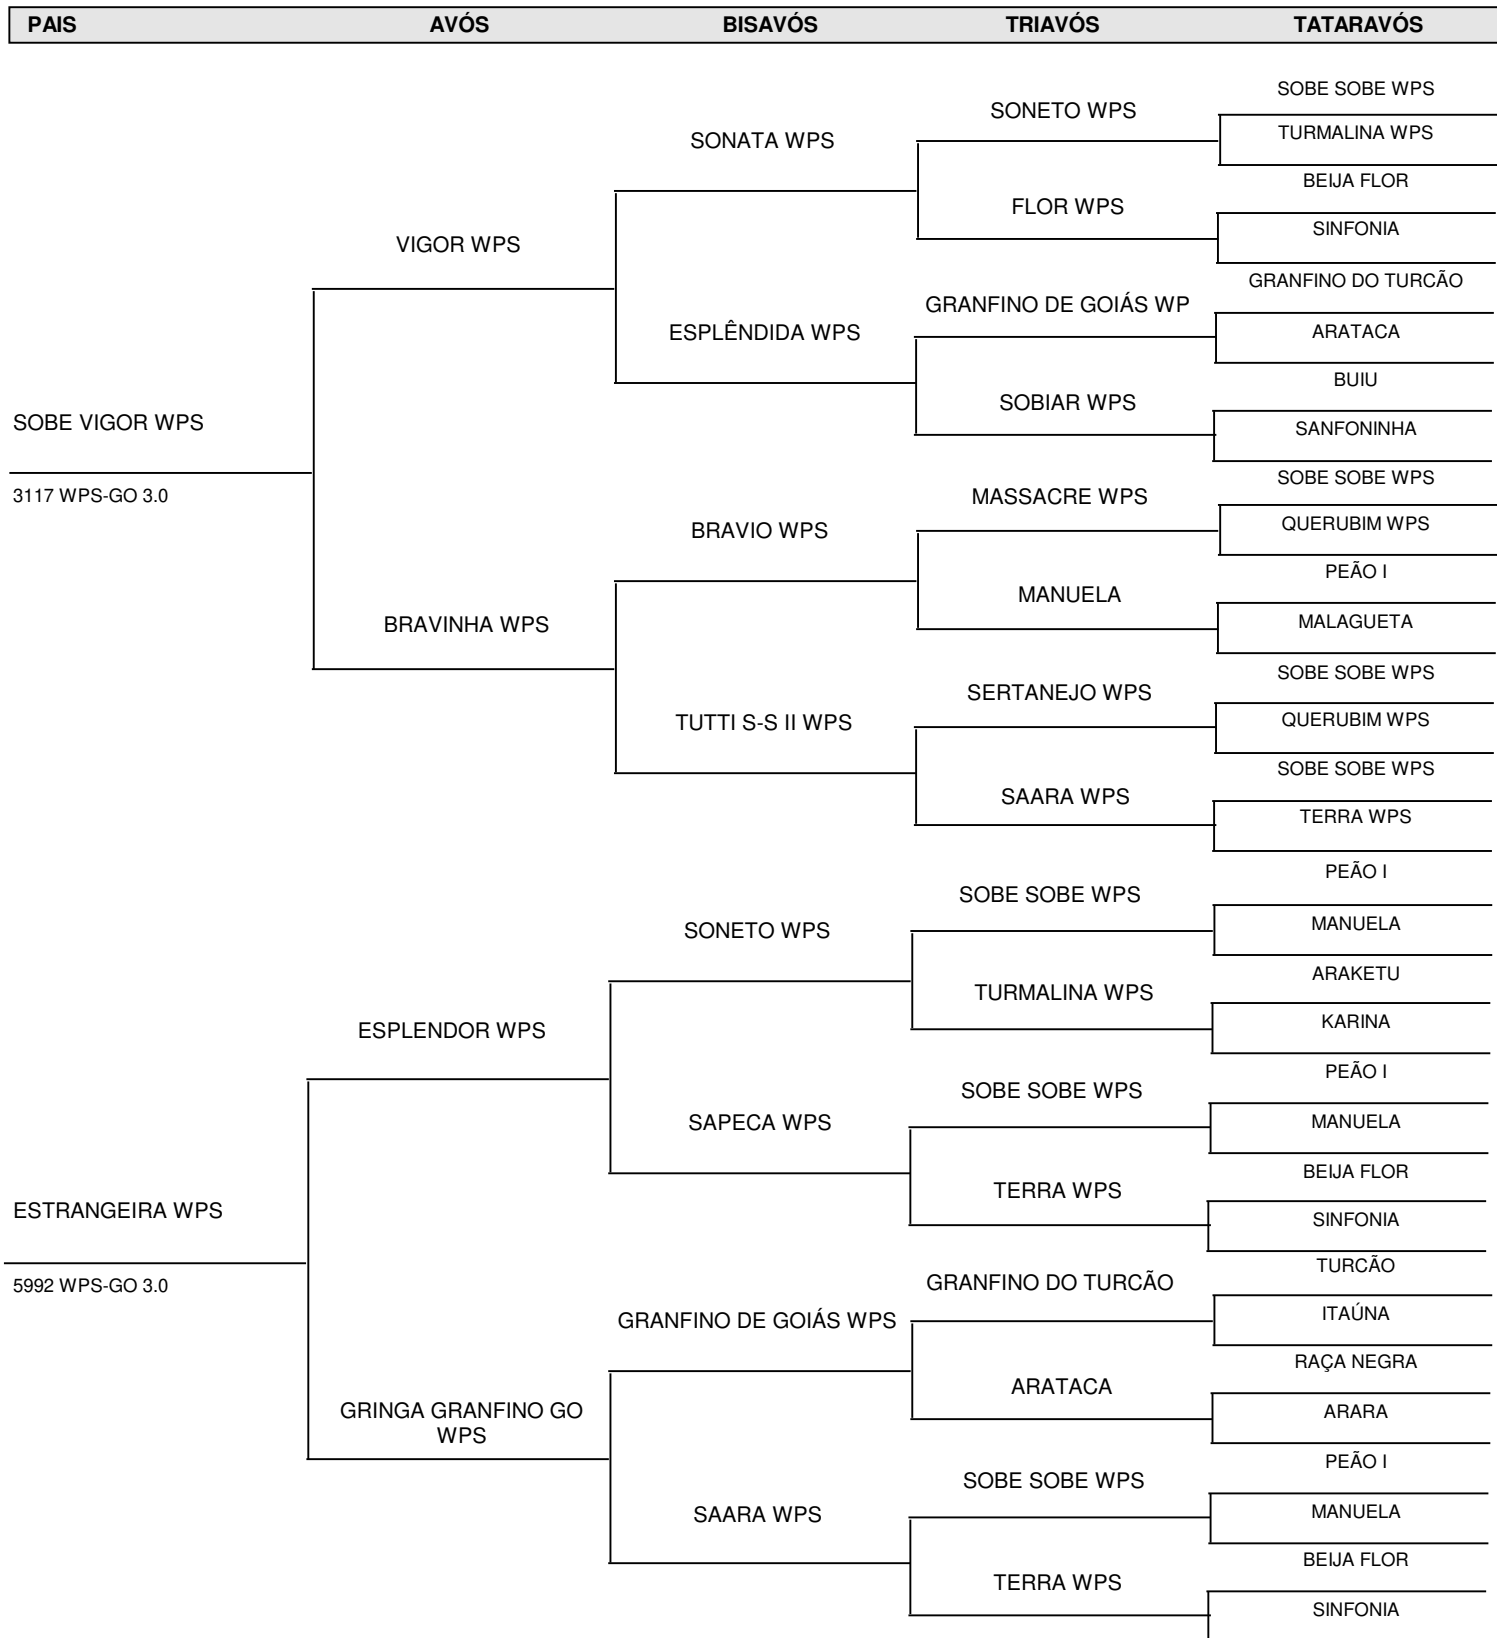 PAIS AVÓS BISAVÓS TRIAVÓS TATARAVÓS
SOBE SOBE WPS
SONETO WPS
TURMALINA WPS
SONATA WPS
BEIJA FLOR
FLOR WPS
SINFONIA
VIGOR WPS
GRANFINO DO TURCÃO
GRANFINO DE GOIÁS WP
ARATACA
ESPLÊNDIDA WPS
BUIU
SOBIAR WPS
SOBE VIGOR WPS
SANFONINHA
SOBE SOBE WPS
3117 WPS-GO 3.0
MASSACRE WPS
QUERUBIM WPS
BRAVIO WPS
PEÃO I
MANUELA
MALAGUETA
BRAVINHA WPS
SOBE SOBE WPS
SERTANEJO WPS
QUERUBIM WPS
TUTTI S-S II WPS
SOBE SOBE WPS
SAARA WPS
TERRA WPS
PEÃO I
SOBE SOBE WPS
MANUELA
SONETO WPS
ARAKETU
TURMALINA WPS
KARINA
ESPLENDOR WPS
PEÃO I
SOBE SOBE WPS
MANUELA
SAPECA WPS
BEIJA FLOR
TERRA WPS
ESTRANGEIRA WPS
SINFONIA
TURCÃO
5992 WPS-GO 3.0
GRANFINO DO TURCÃO
ITAÚNA
GRANFINO DE GOIÁS WPS
RAÇA NEGRA
ARATACA
GRINGA GRANFINO GO
WPS
ARARA
PEÃO I
SOBE SOBE WPS
MANUELA
SAARA WPS
BEIJA FLOR
TERRA WPS
SINFONIA